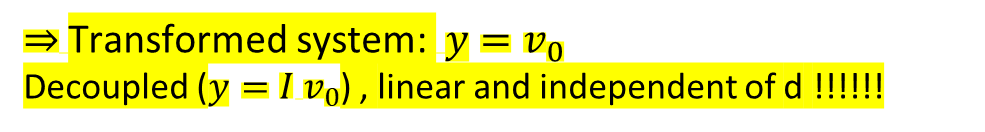 ⇒ Transformed system: y = v₀
Decoupled (y = I v₀) , linear and independent of d !!!!!!